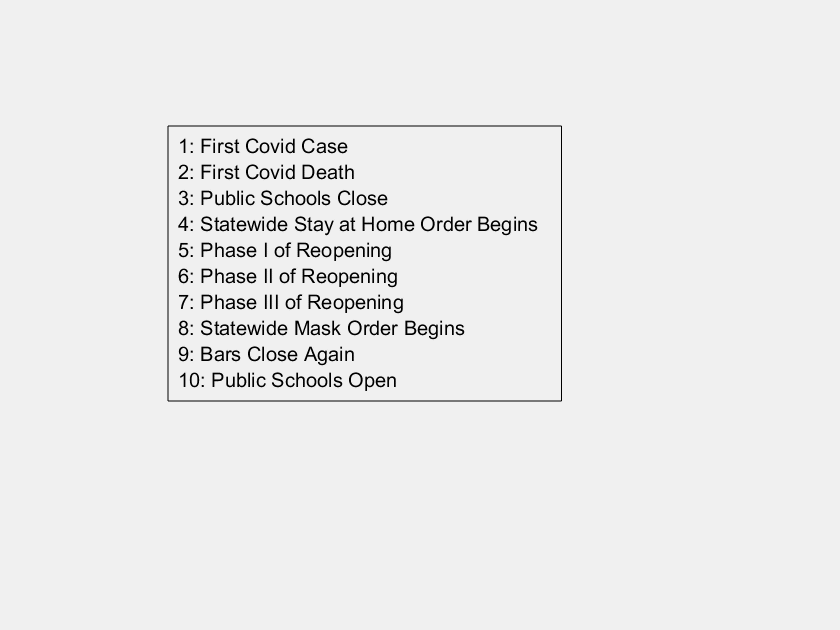 1: First Covid Case
2: First Covid Death
3: Public Schools Close
4: Statewide Stay at Home Order Begins
5: Phase I of Reopening
6: Phase II of Reopening
7: Phase III of Reopening
8: Statewide Mask Order Begins
9: Bars Close Again
10: Public Schools Open